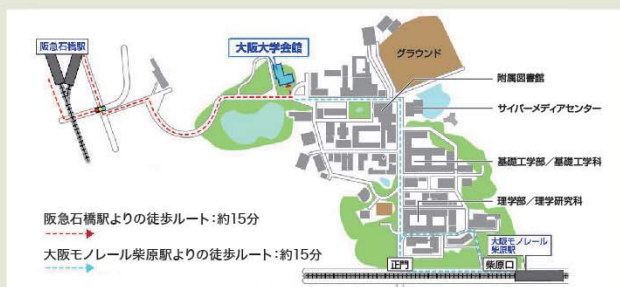 阪急石橋駅
大阪大学会館
グラウンド
附属図書館
サイバーメディアセンター
基礎工学部/基礎工学科
理学部/理学研究科
阪急石橋駅よりの徒歩ルート:約15分
大阪モノレール柴原駅よりの徒歩ルート:約15分
大阪モノレール
柴原駅
正門
柴原口